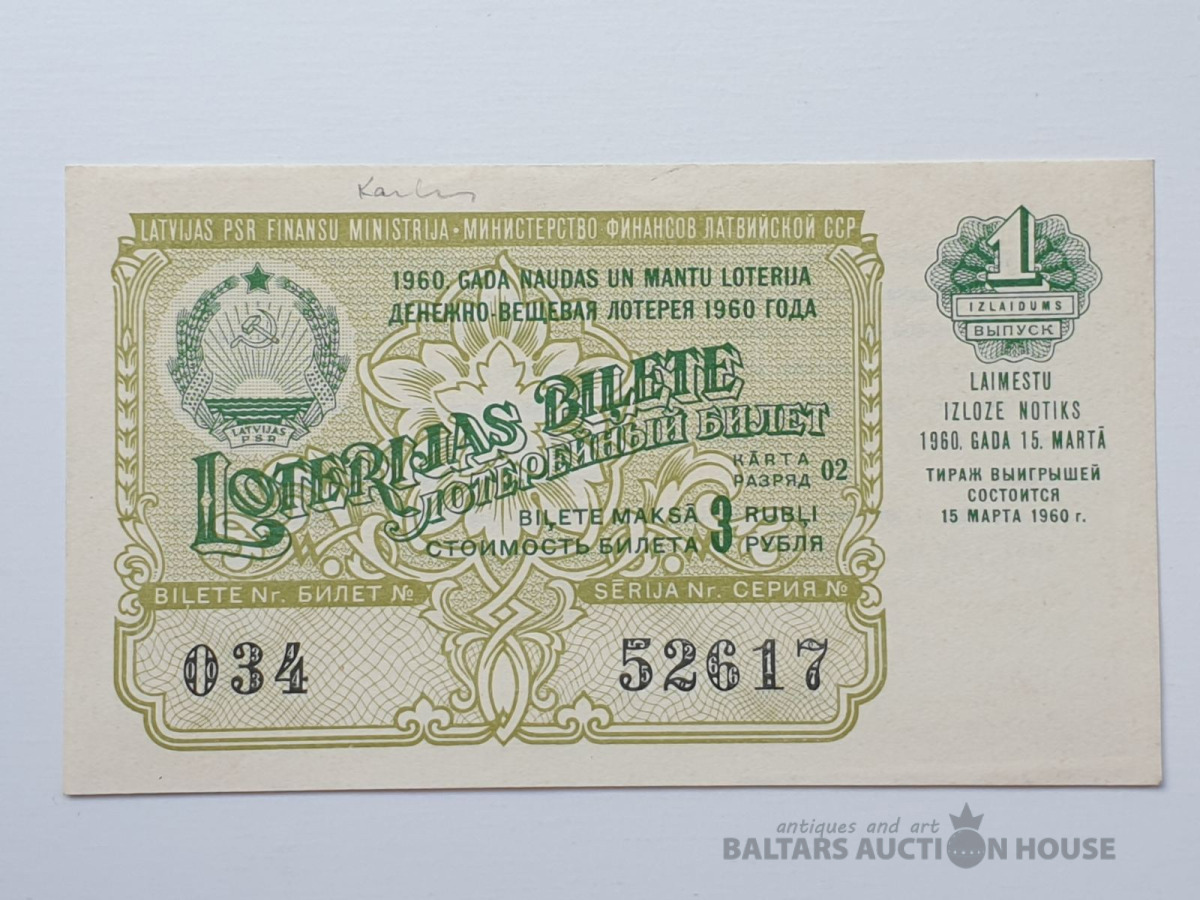 LATVIJAS PSR FINANSU MINISTRIJA • МИНИСТЕРСТВО ФИНАНСОВ ЛАТВИЙСКОЙ ССР
1960. GADA NAUDAS UN MANTU LOTERIJA
ДЕНЕЖНО-ВЕЩЕВАЯ ЛОТЕРЕЯ 1960 ГОДА
LATVIJAS
PSR
LOTERIJAS BIĻETE
ЛОТЕРЕЙНЫЙ БИЛЕТ
KĀRTA
РАЗРЯД 02
BIĻETE MAKSĀ 3 RUBĻI
СТОИМОСТЬ БИЛЕТА 3 РУБЛЯ
BIĻETE Nr. БИЛЕТ №
SĒRIJA Nr. СЕРИЯ №
034
52617
1
IZLAIDUMS
ВЫПУСК
LAIMESTU
IZLOZE NOTIKS
1960. GADA 15. MARTĀ
ТИРАЖ ВЫИГРЫШЕЙ
СОСТОИТСЯ
15 МАРТА 1960 г.
antiques and art
BALTARS AUCTION HOUSE